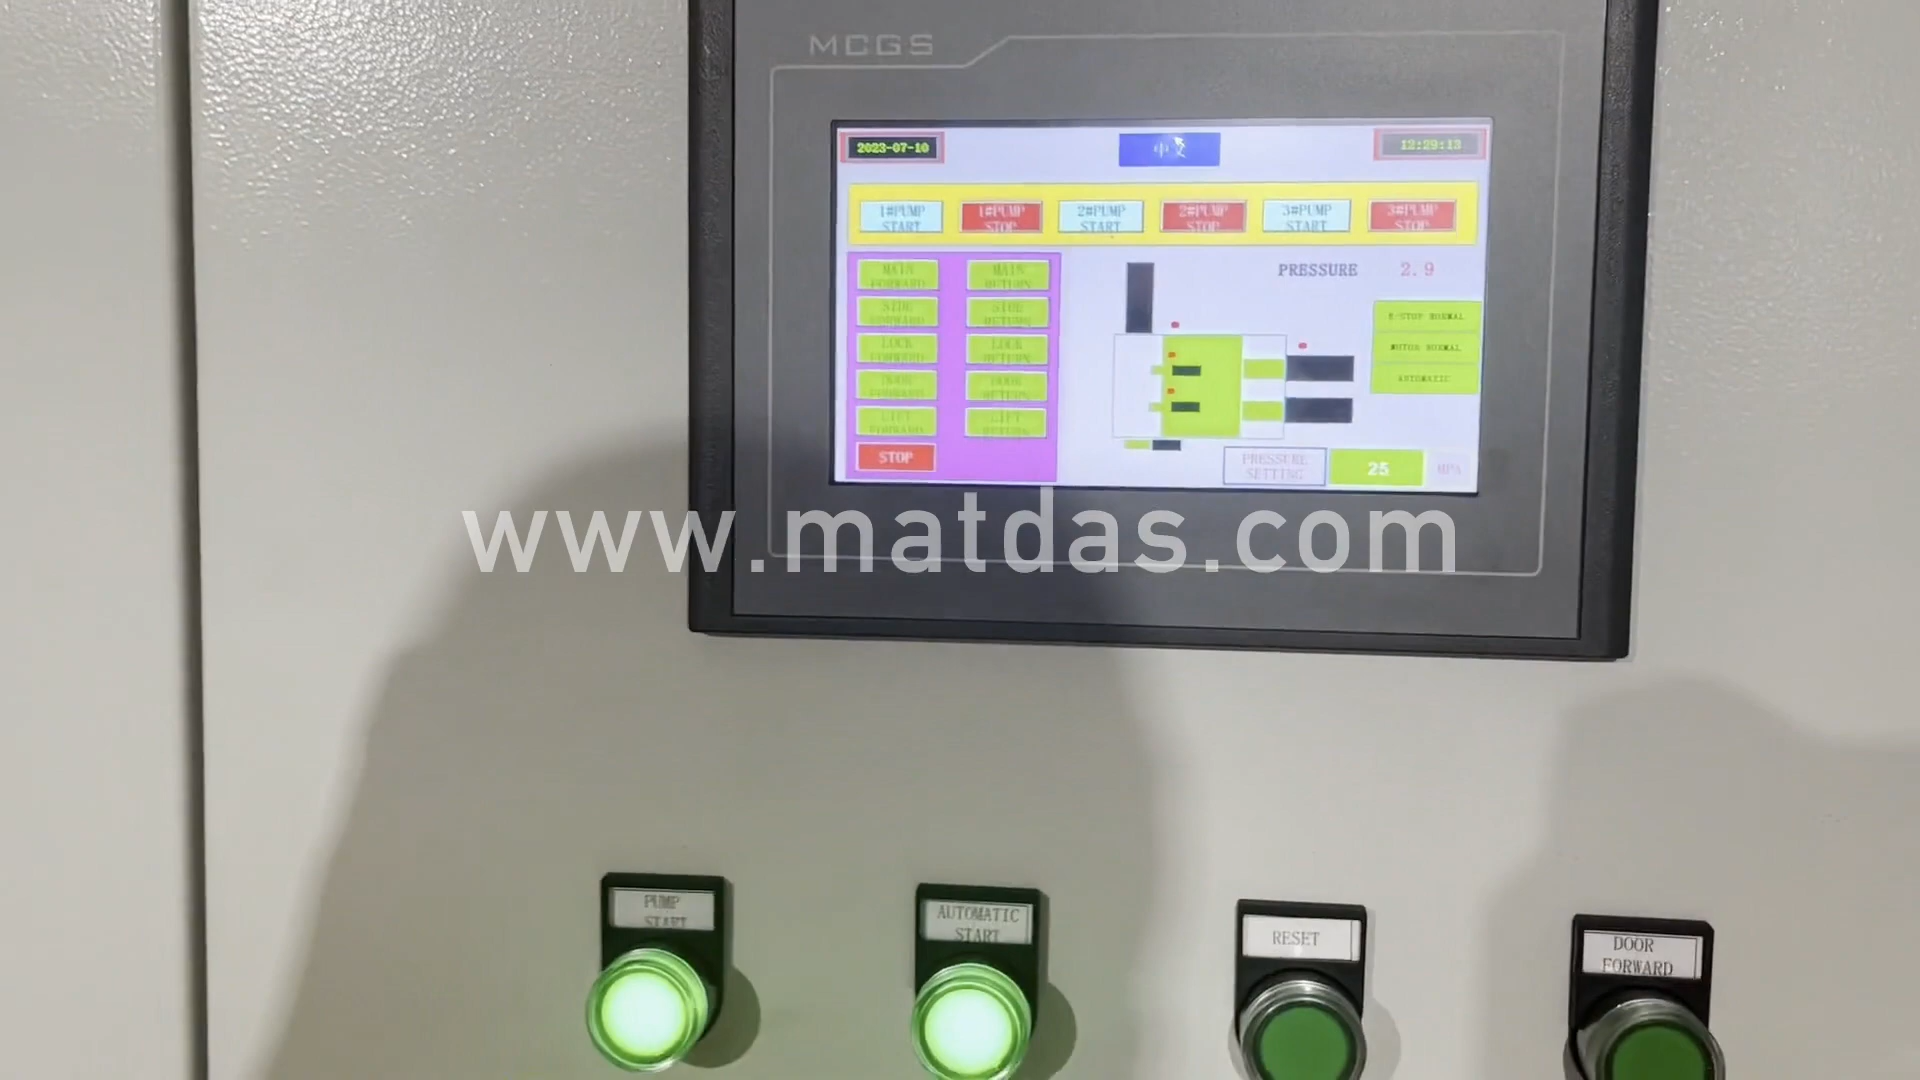 MCGS
2023-07-10
中文
12:29:13
1#PUMP
START
1#PUMP
STOP
2#PUMP
START
2#PUMP
STOP
3#PUMP
START
3#PUMP
STOP
MAIN
FORWARD
MAIN
RETURN
SIDE
FORWARD
SIDE
RETURN
LOCK
FORWARD
LOCK
RETURN
DOOR
FORWARD
DOOR
RETURN
LIFT
FORWARD
LIFT
RETURN
STOP
PRESSURE 2.9
E-STOP NORMAL
MOTOR NORMAL
AUTOMATIC
PRESSURE
SETTING
25
MPA
www.matdas.com
PUMP
START
AUTOMATIC
START
RESET
DOOR
FORWARD